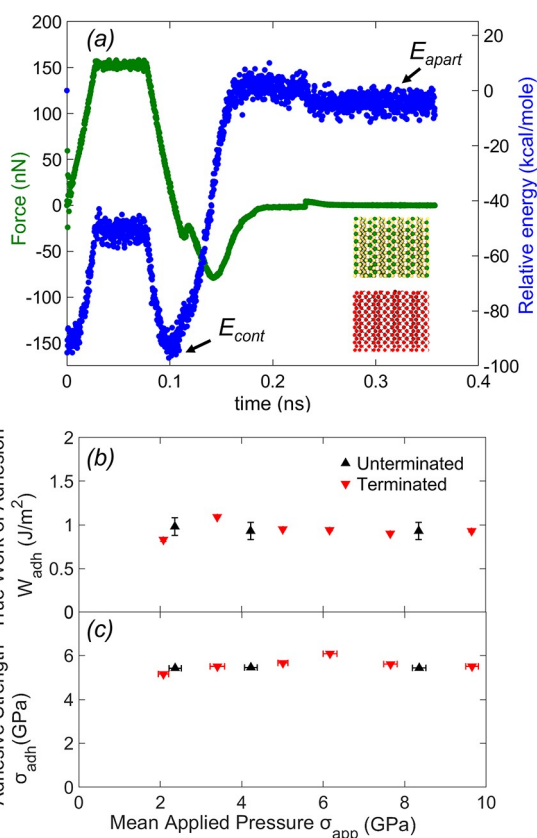 (a)
200
150
100
50
0
-50
-100
-150
Force (nN)
20
0
-20
-40
-60
-80
-100
Relative energy (kcal/mole)
E_apart
E_cont
0
0.1
0.2
0.3
0.4
time (ns)
(b)
2
1.5
1
0.5
0
W_adh (J/m²)
Unterminated
Terminated
(c)
6
4
2
0
Adhesive Strength
σ_adh(GPa)
0
2
4
6
8
10
Mean Applied Pressure σ_app (GPa)